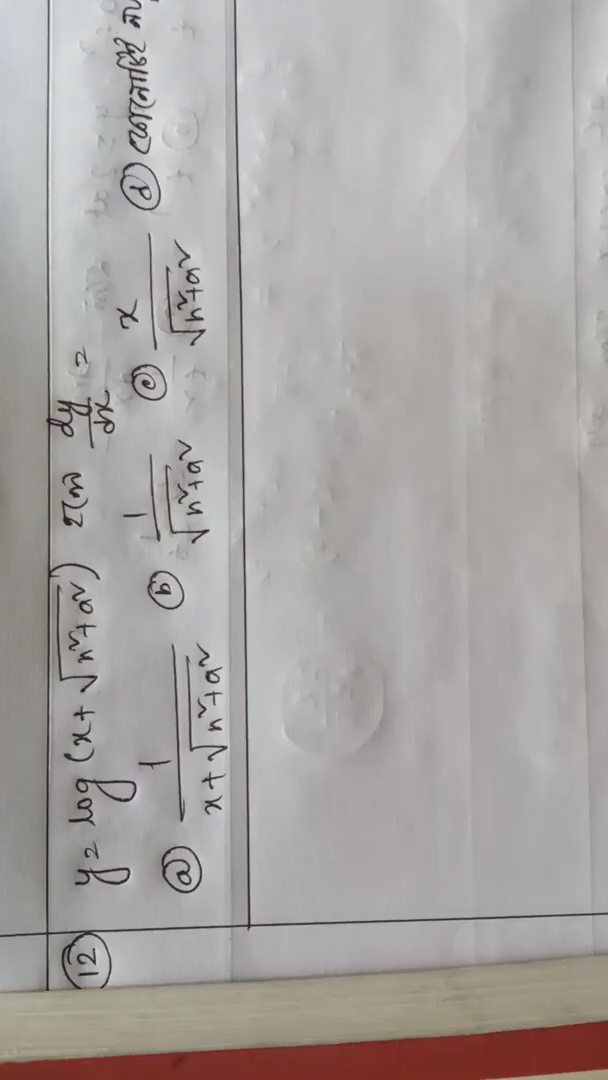 ⑫ y = log (x + √x²+a²) হলে dy/dx =
ⓐ 1/x+√x²+a² ⓑ 1/√x²+a² ⓒ x/√x²+a² ⓓ কোনোটিই